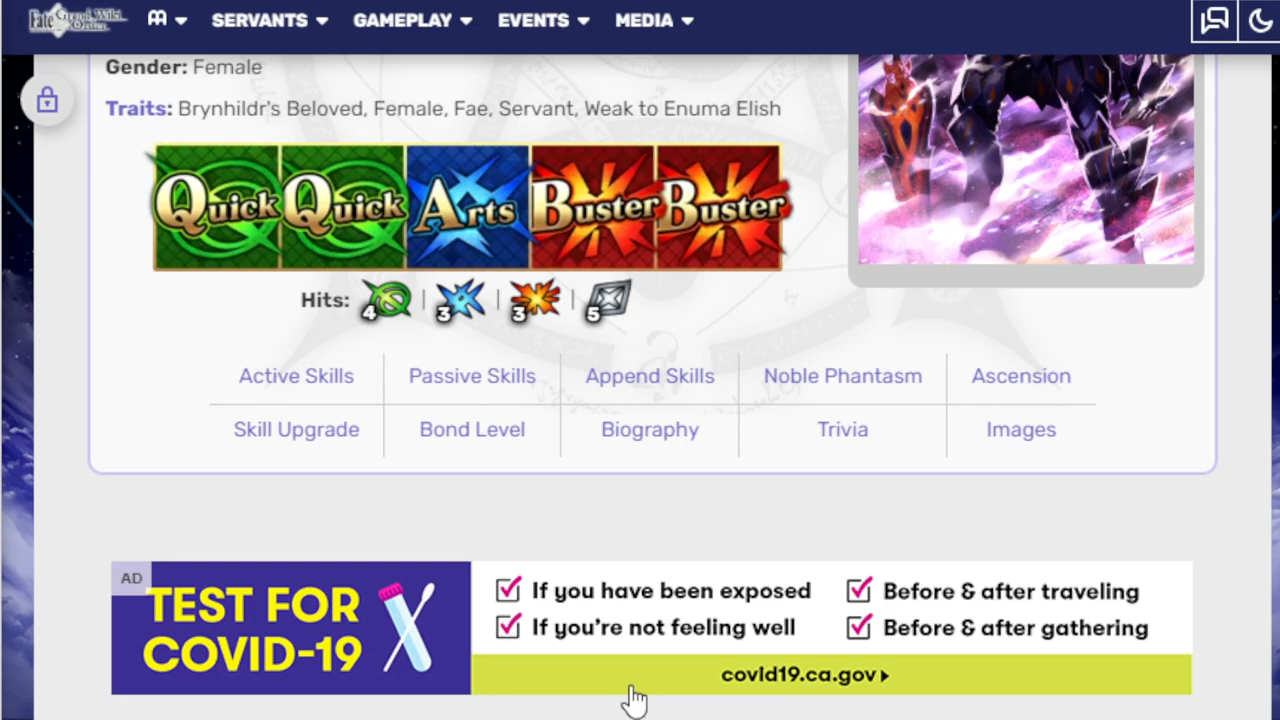 Fate Grand Order Wiki
SERVANTS GAMEPLAY EVENTS MEDIA
Gender: Female
Traits: Brynhildr's Beloved, Female, Fae, Servant, Weak to Enuma Elish
Quick Quick Arts Buster Buster
Hits: 4 | 3 | 3 | 5
Active Skills Passive Skills Append Skills Noble Phantasm Ascension
Skill Upgrade Bond Level Biography Trivia Images
AD
TEST FOR
COVID-19
If you have been exposed
If you're not feeling well
Before & after traveling
Before & after gathering
covid19.ca.gov